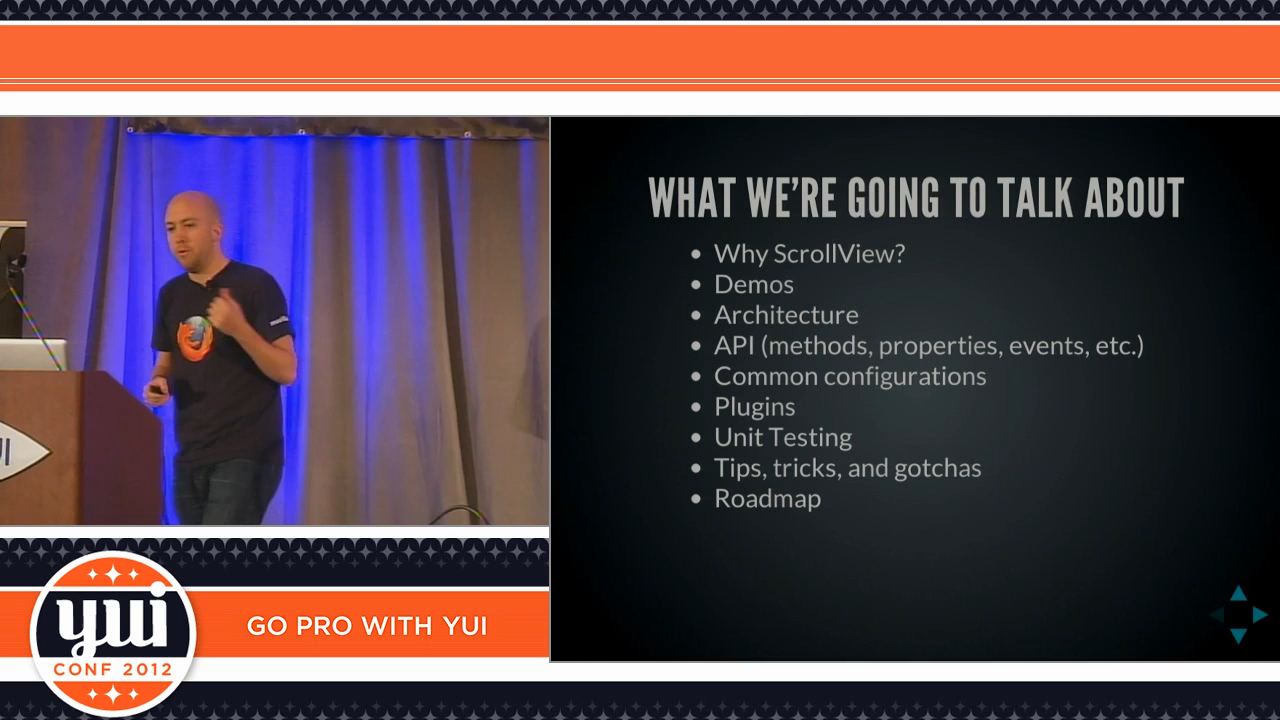 WHAT WE'RE GOING TO TALK ABOUT
• Why ScrollView?
• Demos
• Architecture
• API (methods, properties, events, etc.)
• Common configurations
• Plugins
• Unit Testing
• Tips, tricks, and gotchas
• Roadmap
yui
CONF 2012
GO PRO WITH YUI